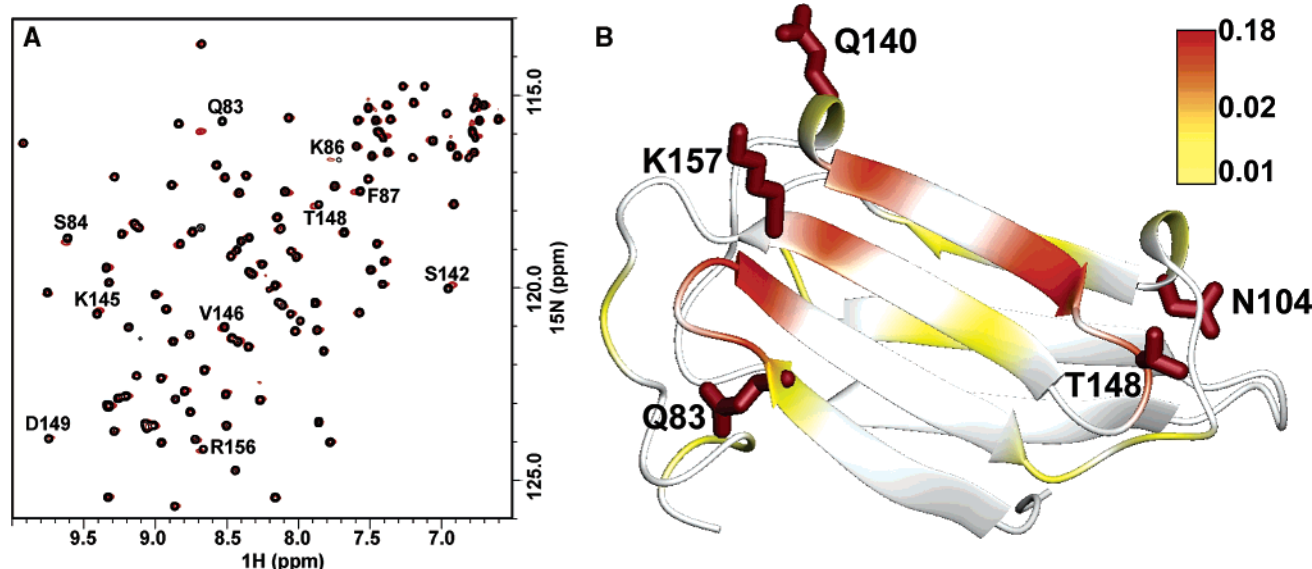 A
Q83
K86
F87
T148
S84
S142
K145
V146
D149
R156
115.0
120.0
125.0
15N (ppm)
9.5 9.0 8.5 8.0 7.5 7.0
1H (ppm)
B
Q140
K157
N104
T148
Q83
0.18
0.02
0.01